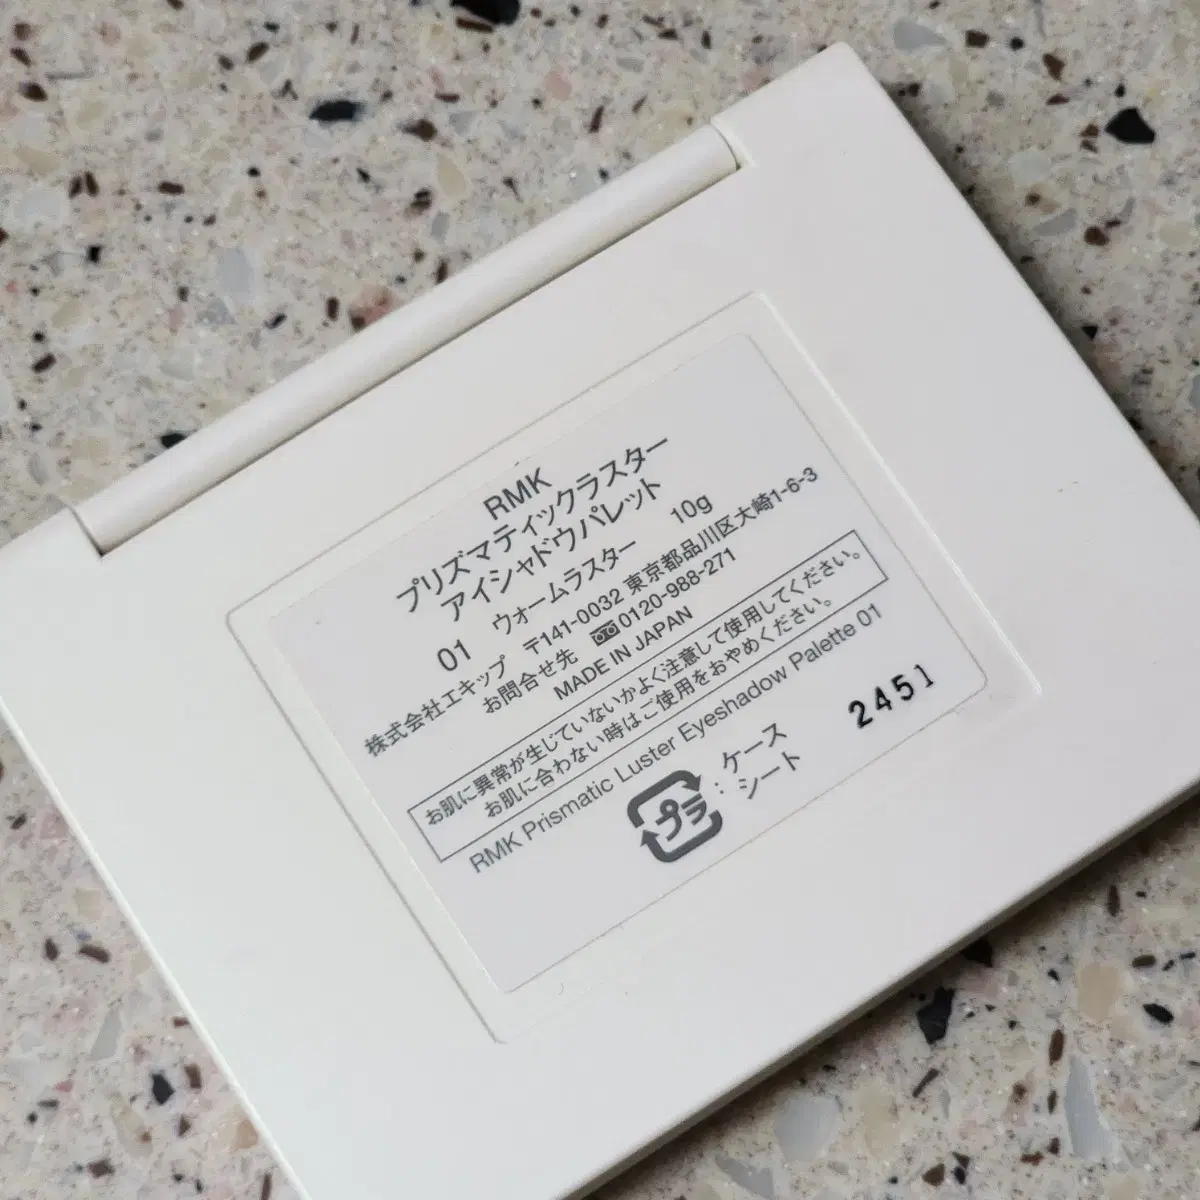 RMK
プリズマティックラスター
アイシャドウパレット
01 ウォームラスター 10g
株式会社エキップ 〒141-0032 東京都品川区大崎1-6-3
お問合せ先 0120-988-271
MADE IN JAPAN
お肌に異常が生じていないかよく注意して使用してください。
お肌に合わない時はご使用をおやめください。
RMK Prismatic Luster Eyeshadow Palette 01
プラ : ケース
シート
2451